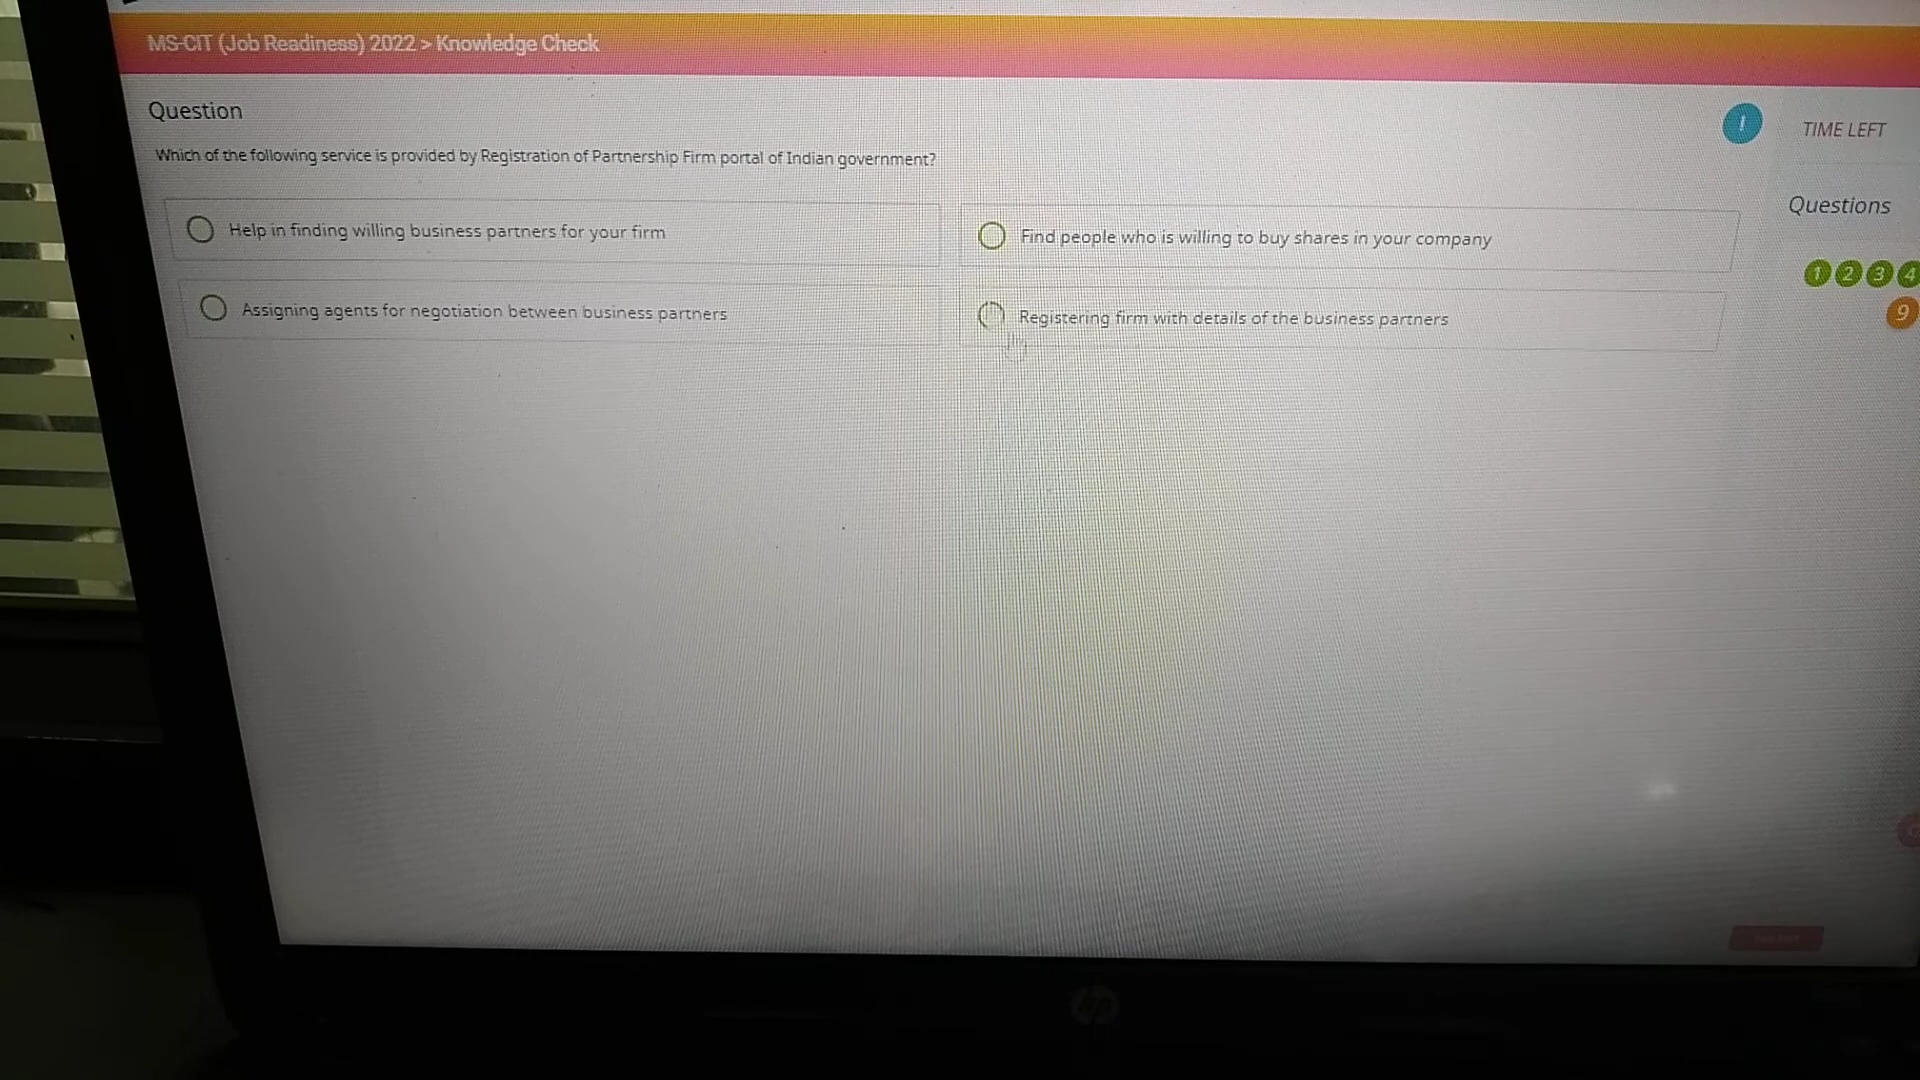 MS-CIT (Job Readiness) 2022 > Knowledge Check
Question
Which of the following service is provided by Registration of Partnership Firm portal of Indian government?
Help in finding willing business partners for your firm
Find people who is willing to buy shares in your company
Assigning agents for negotiation between business partners
Registering firm with details of the business partners
!
TIME LEFT
Questions
1 2 3 4
9
hp